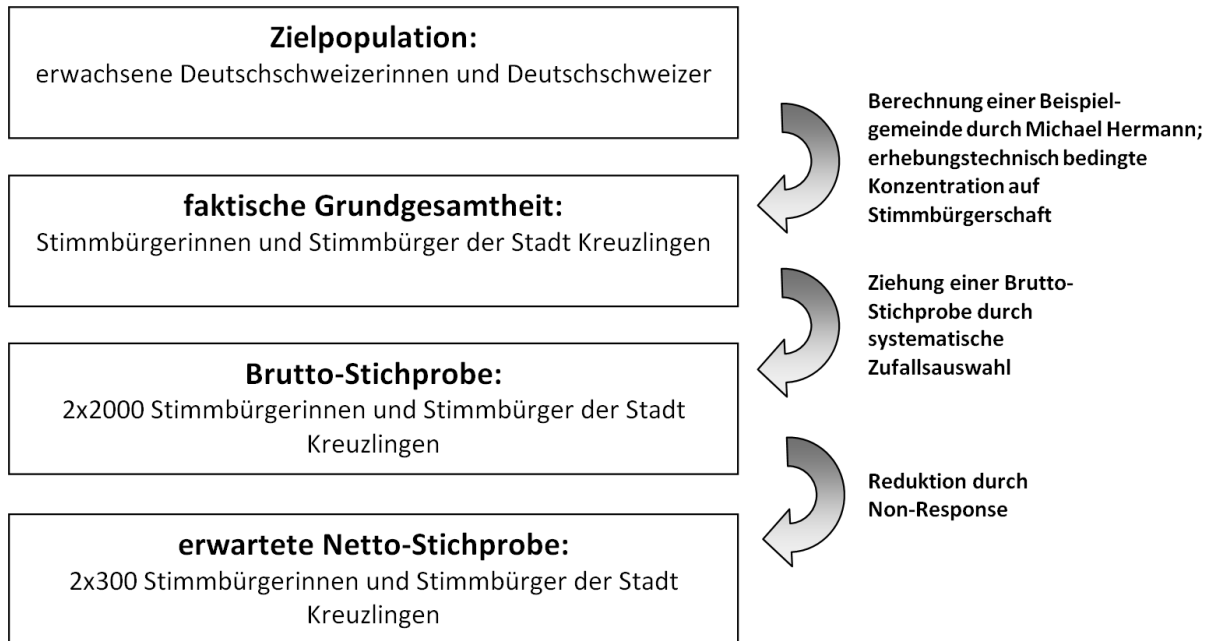 Zielpopulation:
erwachsene Deutschschweizerinnen und Deutschschweizer
Berechnung einer Beispiel-
gemeinde durch Michael Hermann;
erhebungstechnisch bedingte
Konzentration auf
Stimmbürgerschaft
faktische Grundgesamtheit:
Stimmbürgerinnen und Stimmbürger der Stadt Kreuzlingen
Ziehung einer Brutto-
Stichprobe durch
systematische
Zufallsauswahl
Brutto-Stichprobe:
2x2000 Stimmbürgerinnen und Stimmbürger der Stadt
Kreuzlingen
Reduktion durch
Non-Response
erwartete Netto-Stichprobe:
2x300 Stimmbürgerinnen und Stimmbürger der Stadt
Kreuzlingen